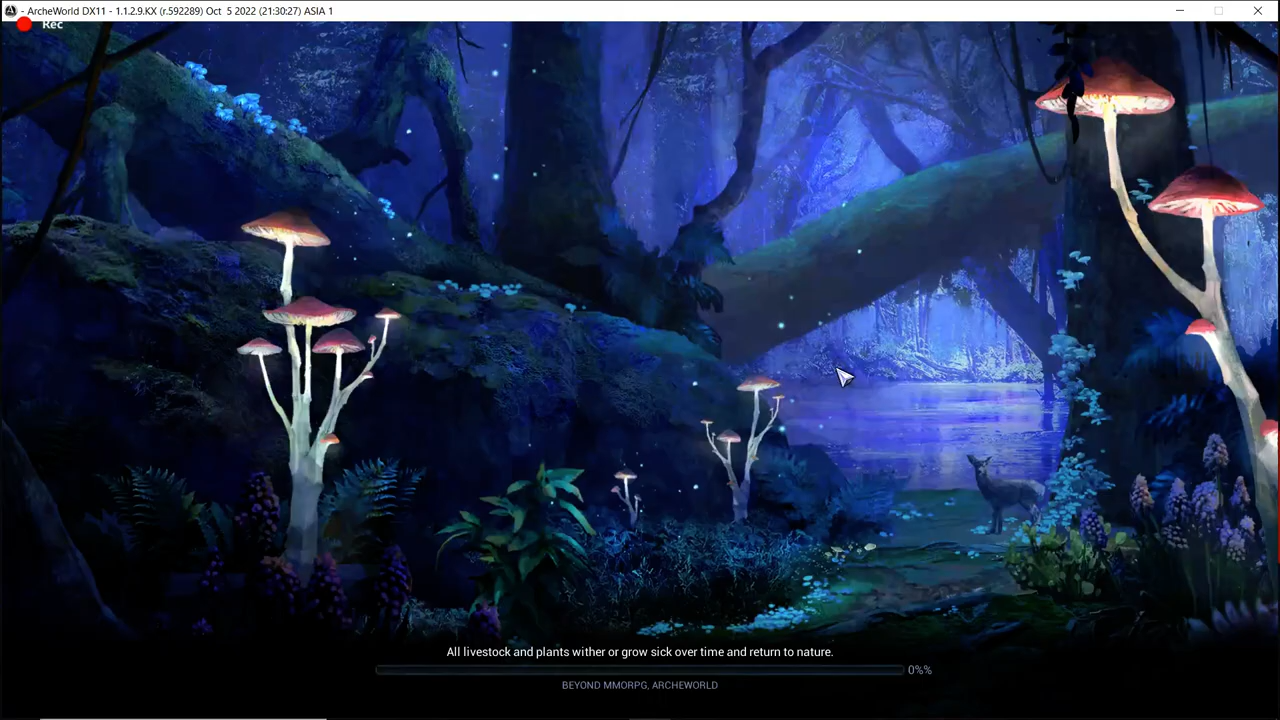 - ArcheWorld DX11 - 1.1.2.9.KX (r.592289) Oct 5 2022 (21:30:27) ASIA 1
Rec
All livestock and plants wither or grow sick over time and return to nature.
0%%
BEYOND MMORPG, ARCHEWORLD